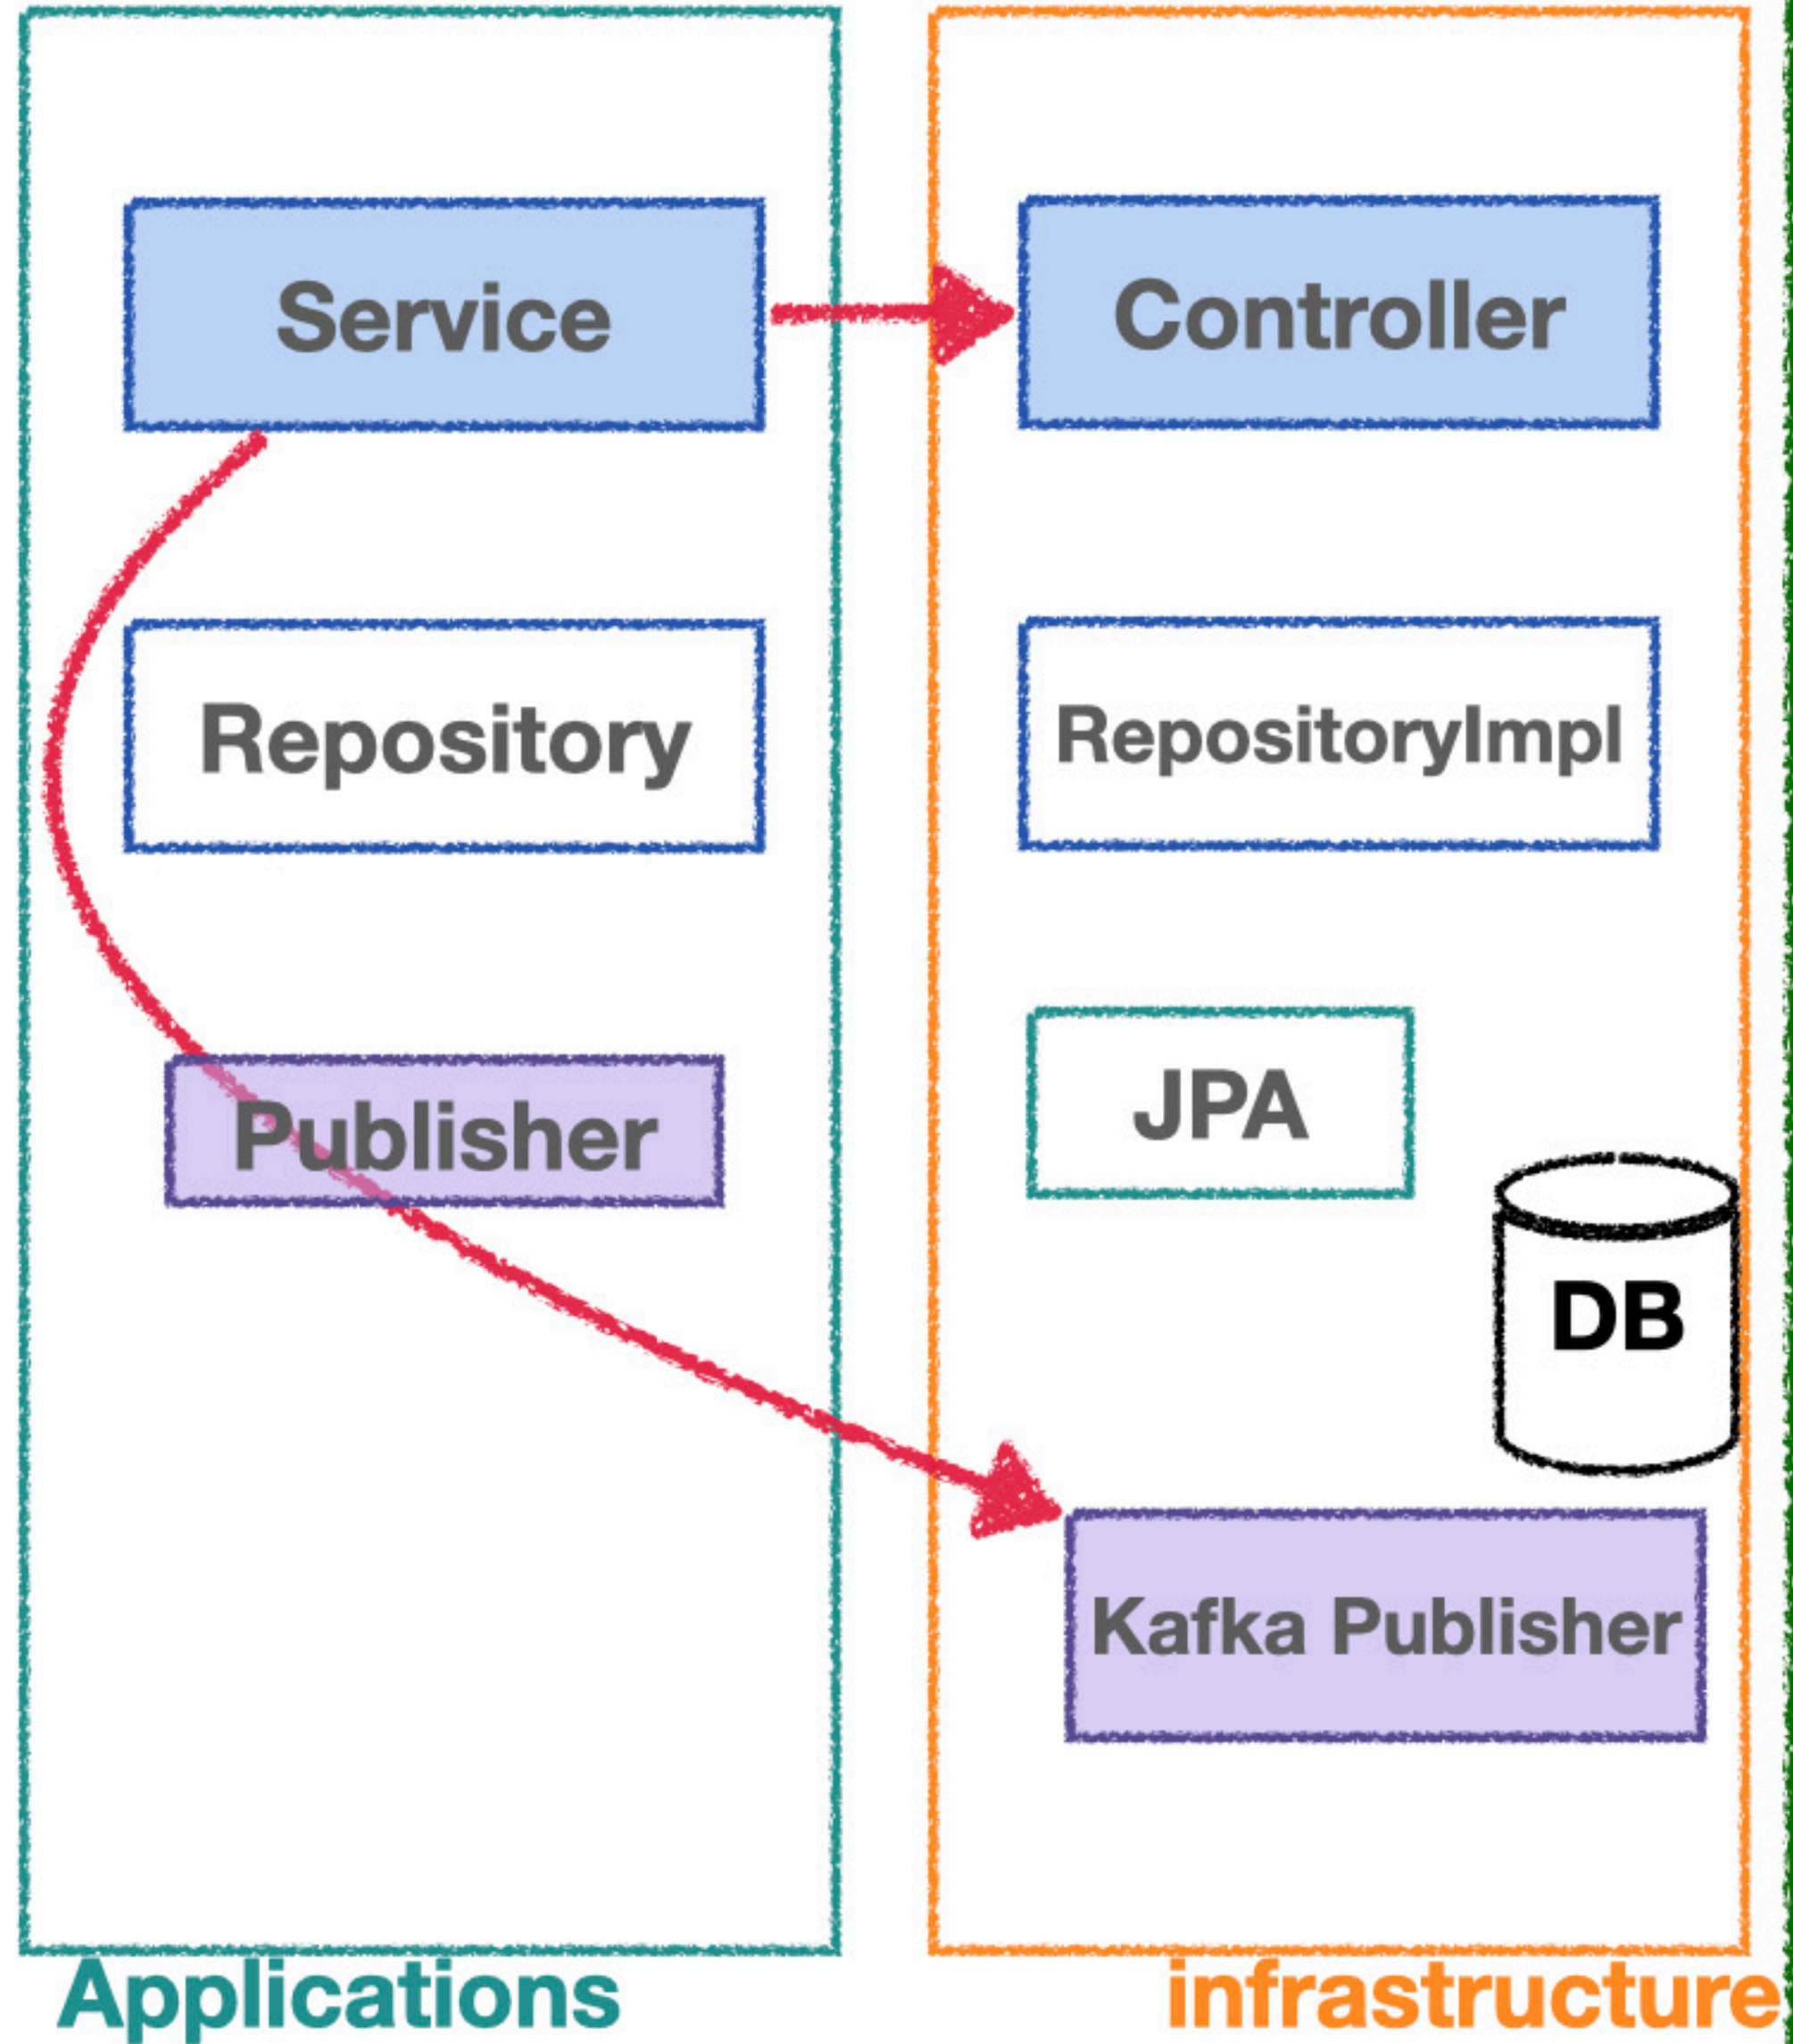 Service
Controller
Repository
RepositoryImpl
Publisher
JPA
DB
Kafka Publisher
Applications
infrastructure